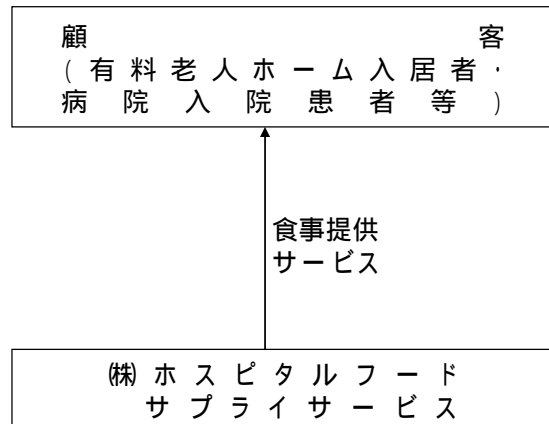 顧客
(有料老人ホーム入居者・
病院入院患者等)
食事提供
サービス
㈱ホスピタルフード
サプライサービス